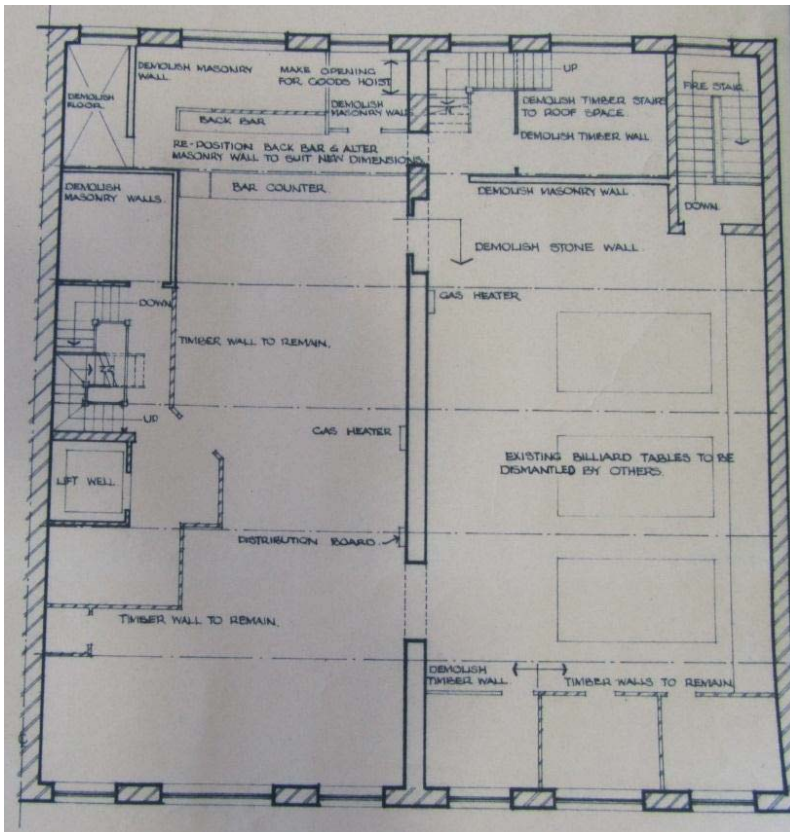 DEMOLISH FLOOR
DEMOLISH MASONRY
WALL.
MAKE OPENING
FOR GOODS HOIST
UP
FIRE STAIR
BACK BAR
DEMOLISH
MASONRY WALL
DEMOLISH TIMBER STAIR
TO ROOF SPACE
DEMOLISH TIMBER WALL
RE-POSITION BACK BAR & ALTER
MASONRY WALL TO SUIT NEW DIMENSIONS.
DEMOLISH
MASONRY WALLS.
BAR COUNTER
DEMOLISH MASONRY WALL.
DOWN
DEMOLISH STONE WALL.
DOWN
GAS HEATER
TIMBER WALL TO REMAIN.
UP
GAS HEATER
LIFT WELL
EXISTING BILLIARD TABLES TO BE
DISMANTLED BY OTHERS.
DISTRIBUTION BOARD
TIMBER WALL TO REMAIN.
DEMOLISH
TIMBER WALL
TIMBER WALLS TO REMAIN.